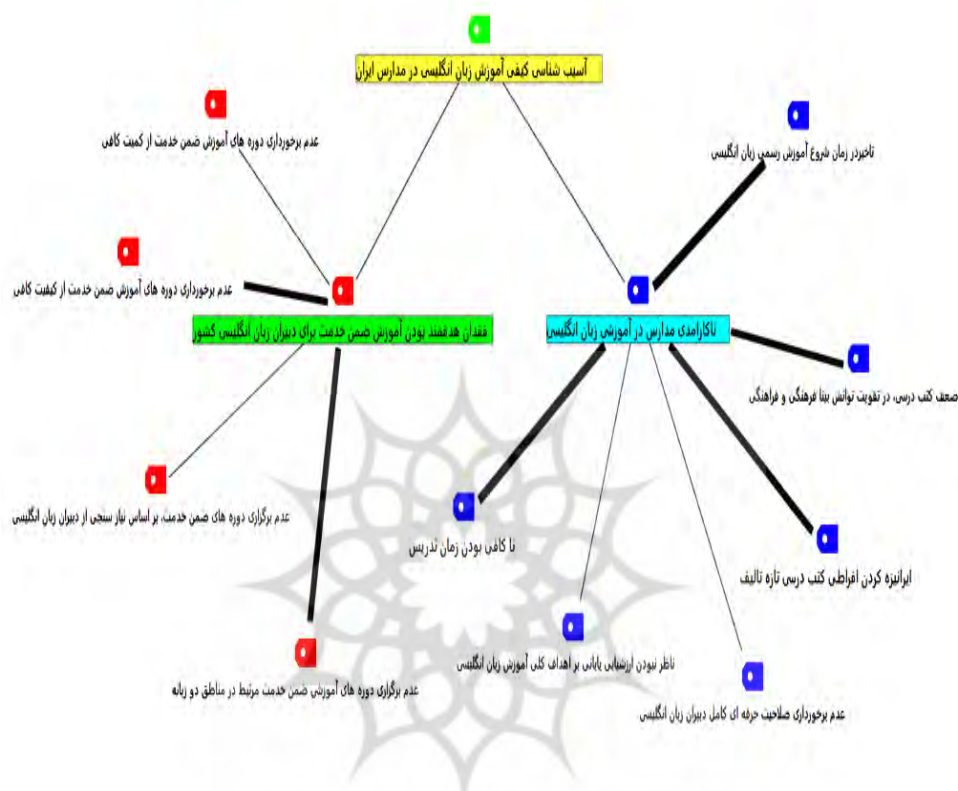 آسیب شناسی کیفی آموزش زبان انگلیسی در مدارس ایران
تاخیردر زمان شروع آموزش رسمی زبان انگلیسی
عدم برخورداری دوره های آموزش ضمن خدمت از کمیت کافی
عدم برخورداری دوره های آموزش ضمن خدمت از کیفیت کافی
ناکارامدی مدارس در آموزشی زبان انگلیسی
فقدان هدفمند بودن آموزش ضمن خدمت برای دبیران زبان انگلیسی کشور
ضعف کتب درسی، در تقویت توانش بینا فرهنگی و فراهنگی
عدم برگزاری دوره های ضمن خدمت، بر اساس نیاز سنجی از دبیران زبان انگلیسی
نا کافی بودن زمان تدریس
ایرانیزه کردن افراطی کتب درسی تازه تالیف
ناظر نبودن ارزشیابی پایانی بر اهداف کلی آموزش زبان انگلیسی
عدم برگزاری دوره های آموزشی ضمن خدمت مرتبط در مناطق دو زبانه
عدم برخورداری صلاحیت حرفه ای کامل دبیران زبان انگلیسی